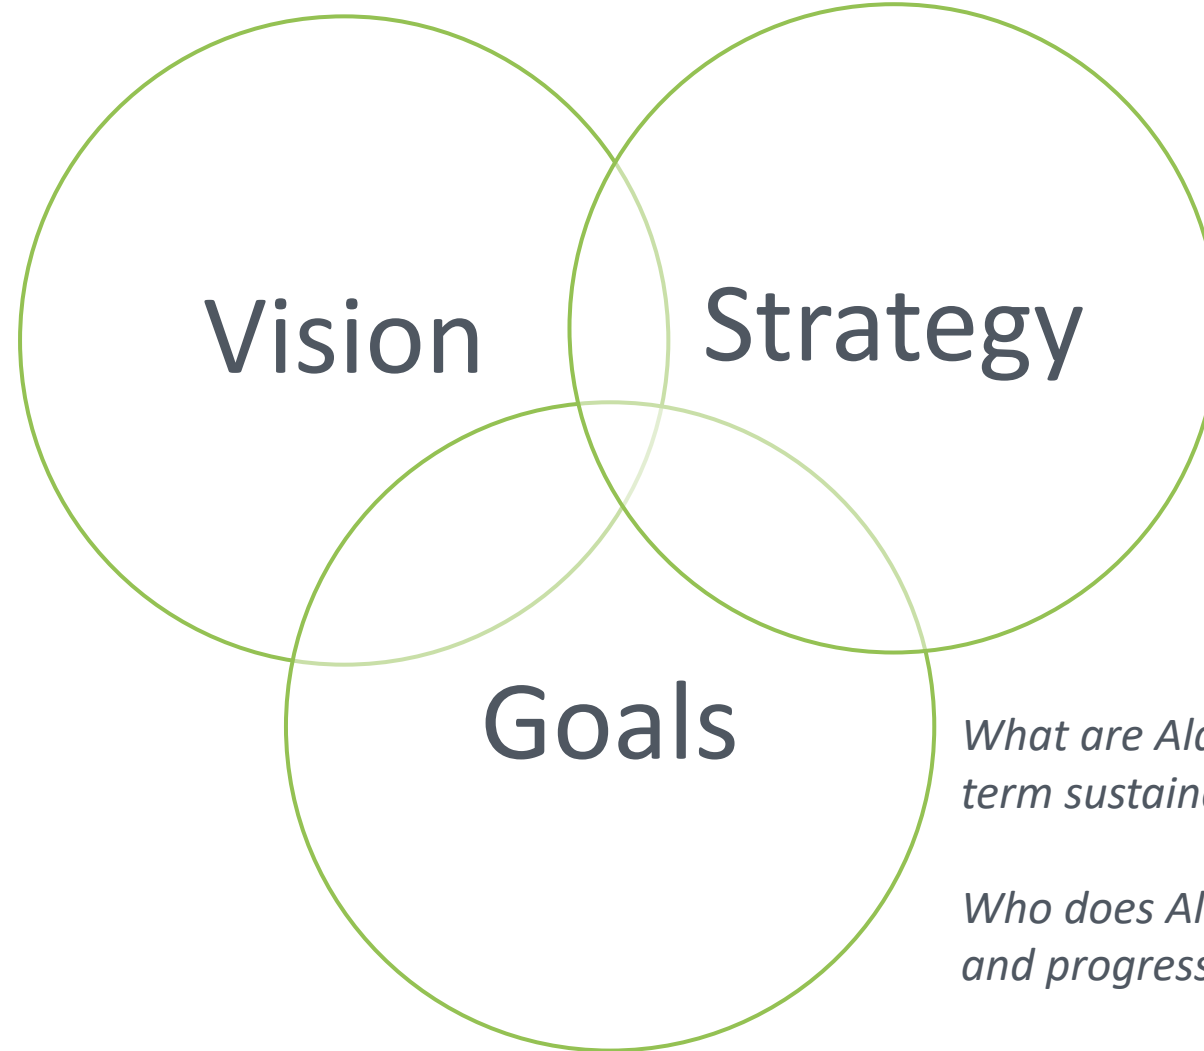 Vision
Strategy
Goals
What are
term
Who does
and